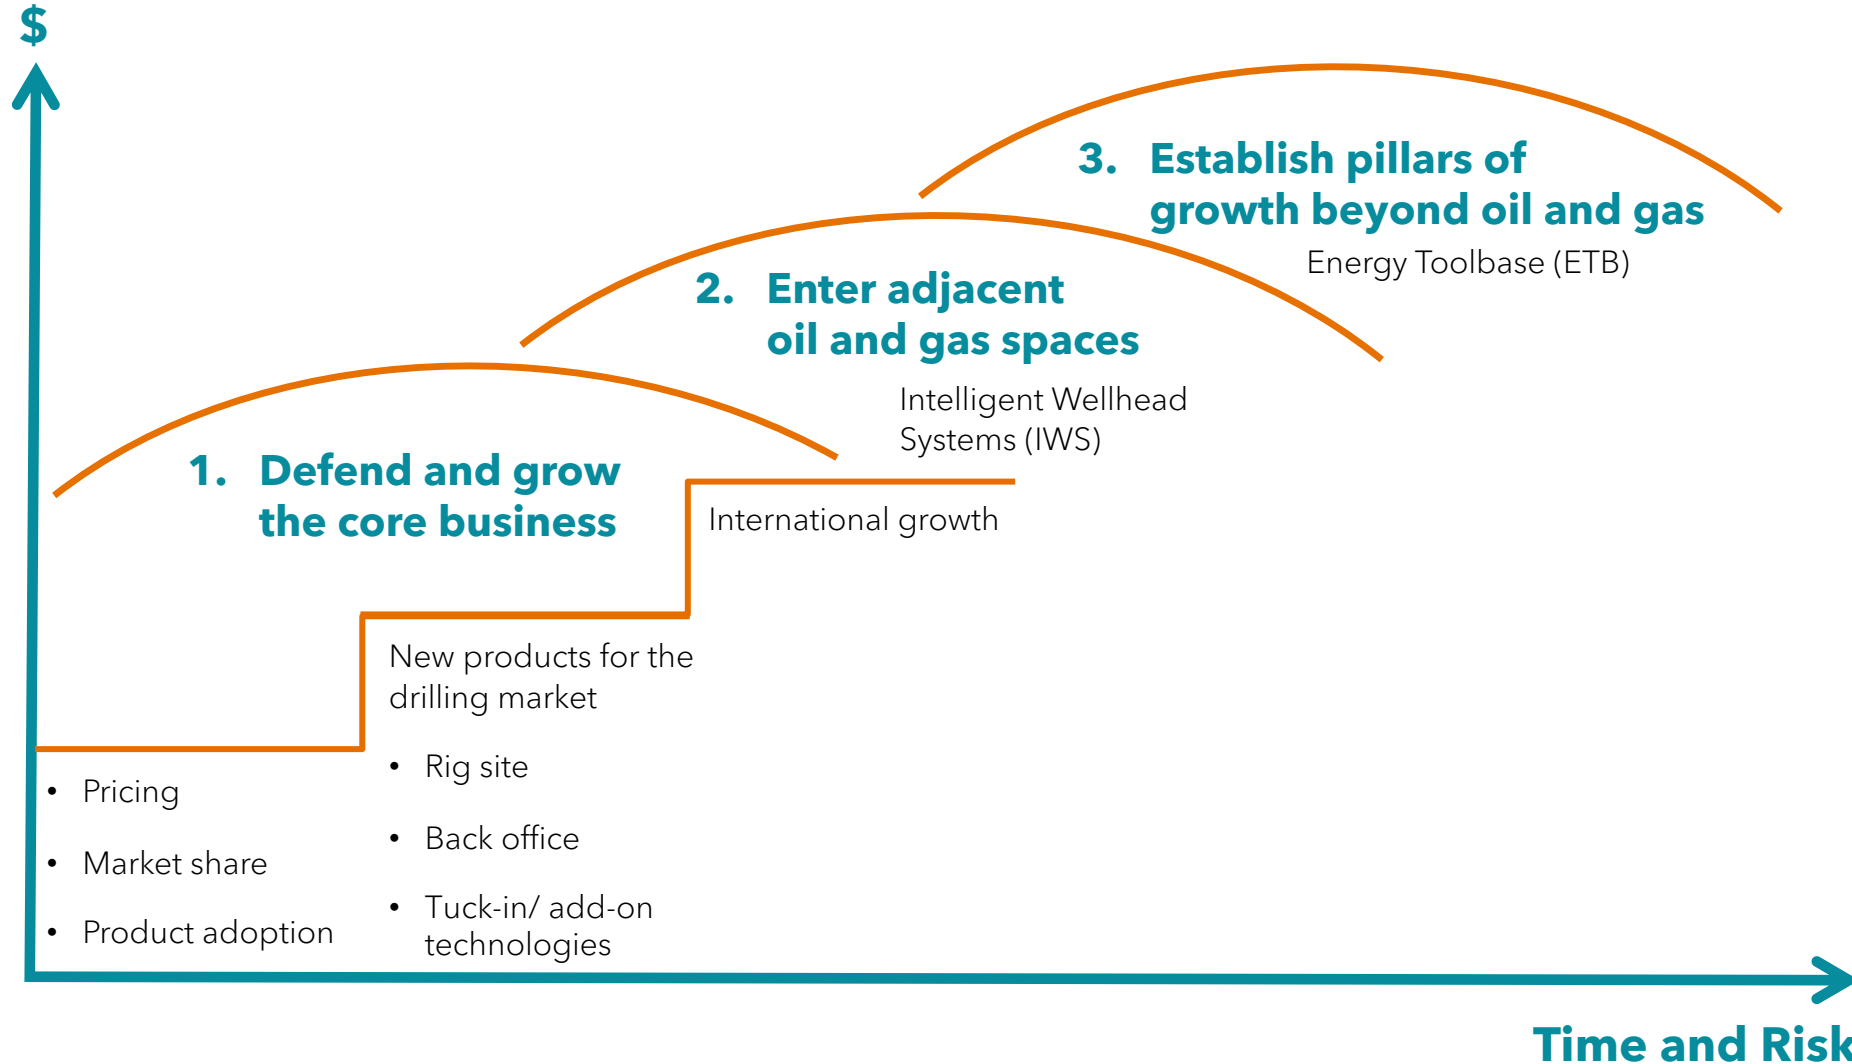 $
3. Establish pillars of
growth beyond oil and gas
Energy Toolbase (ETB)
2. Enter adjacent
oil and gas spaces
Intelligent Wellhead
Systems (IWS)
1. Defend and grow
the core business
International growth
New products for the
drilling market
• Rig site
• Back office
• Tuck-in/ add-on
technologies
• Pricing
• Market share
• Product adoption
Time and Risk